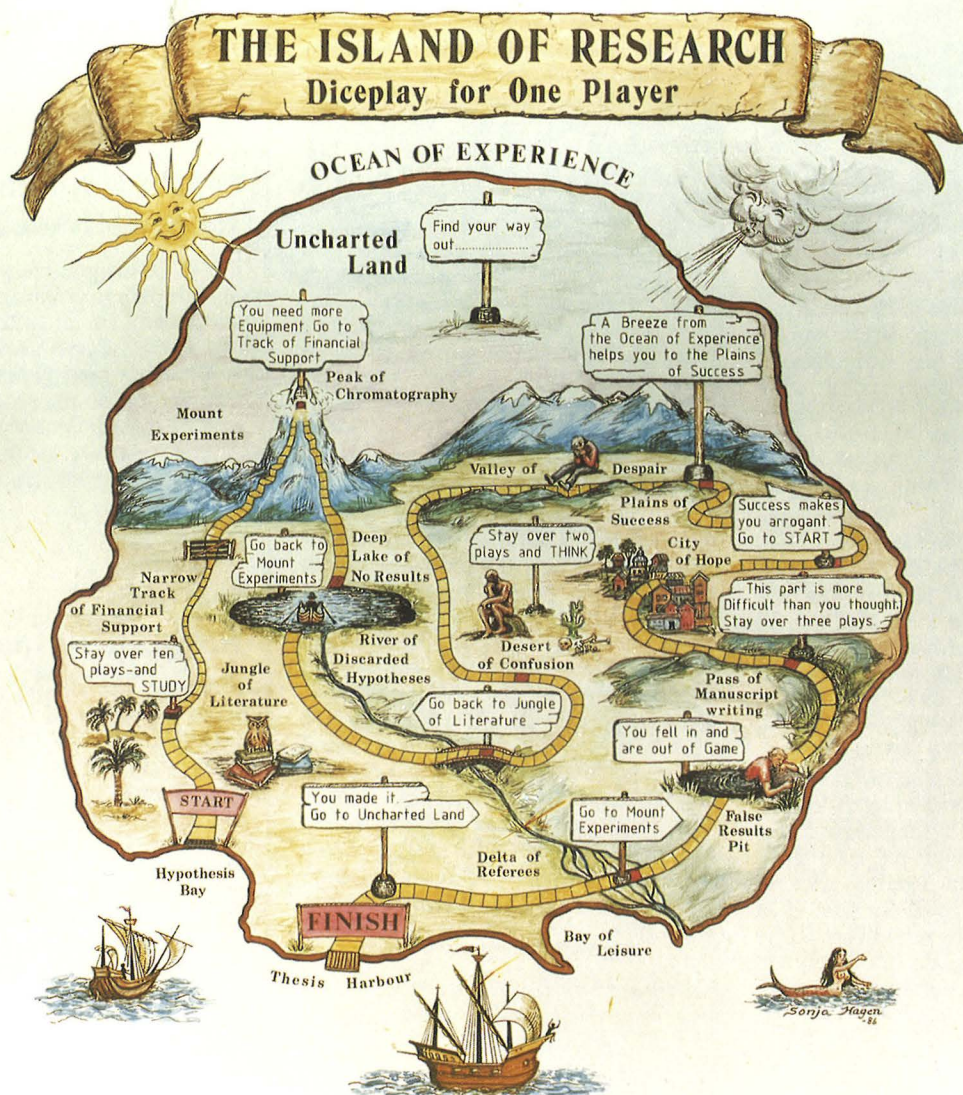 THE ISLAND OF RESEARCH
Diceplay for One Player
OCEAN OF EXPERIENCE
Uncharted
Land
Find your way
out..................
You need more
Equipment. Go to
Track of Financial
Support
A Breeze from
the Ocean of Experience
helps you to the Plains
of Success
Peak of
Chromatography
Mount
Experiments
Valley of Despair
Plains of
Success
Success makes
you arrogant.
Go to START
City
of Hope
Stay over two
plays and THINK
Go back to
Mount
Experiments
Deep
Lake of
No Results
Narrow
Track
of Financial
Support
This part is more
Difficult than you thought,
Stay over three plays.
Stay over ten
plays-and
STUDY
Jungle
of
Literature
River of
Discarded
Hypotheses
Desert
of Confusion
Pass of
Manuscript
writing
Go back to Jungle
of Literature
You fell in and
are out of Game
START
You made it.
Go to Uncharted Land
Go to Mount
Experiments
False
Results
Pit
Hypothesis
Bay
Delta of
Referees
FINISH
Bay of
Leisure
Thesis Harbour
Sonja Hagen
-86